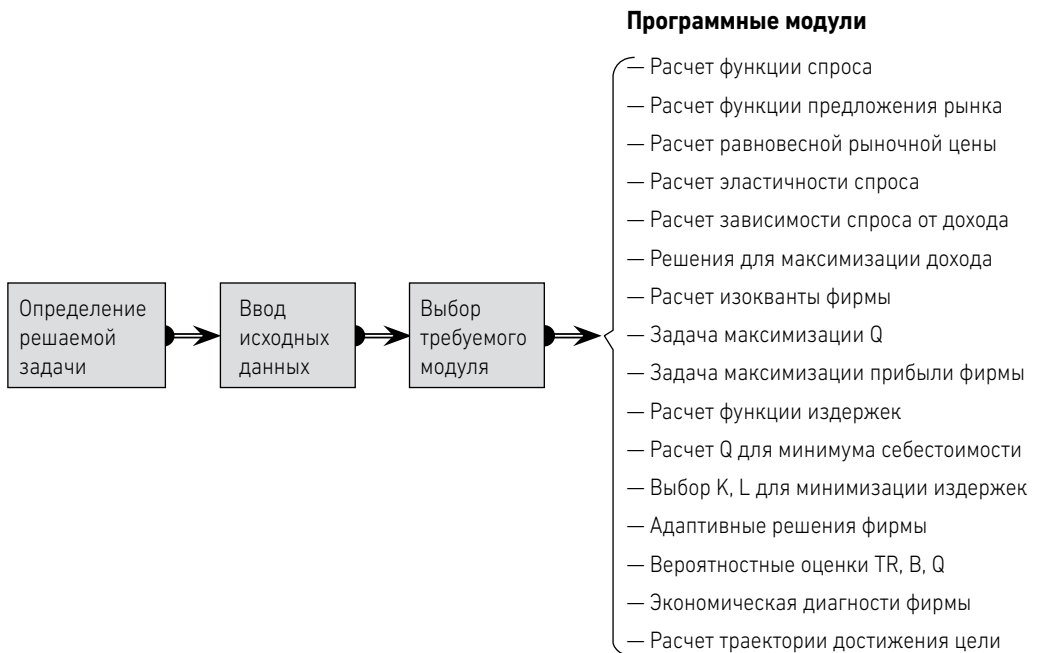 Программные модули
— Расчет функции спроса
— Расчет функции предложения рынка
— Расчет равновесной рыночной цены
— Расчет эластичности спроса
— Расчет зависимости спроса от дохода
— Решения для максимизации дохода
— Расчет изокванты фирмы
— Задача максимизации Q
— Задача максимизации прибыли фирмы
— Расчет функции издержек
— Расчет Q для минимума себестоимости
— Выбор K, L для минимизации издержек
— Адаптивные решения фирмы
— Вероятностные оценки TR, B, Q
— Экономическая диагности фирмы
— Расчет траектории достижения цели
Определение
решаемой
задачи
Ввод
исходных
данных
Выбор
требуемого
модуля